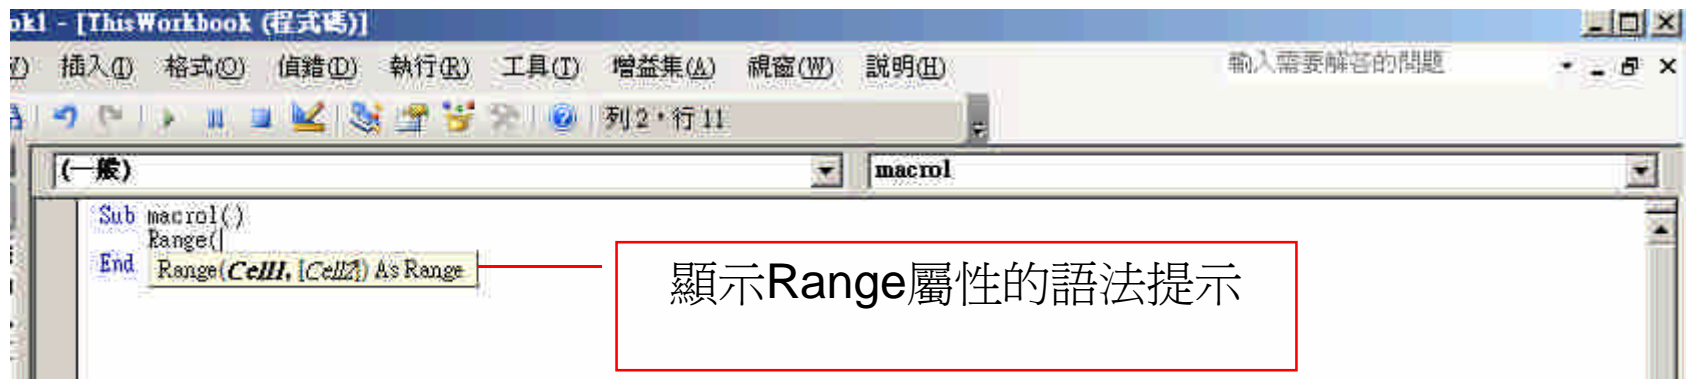 ok1 - [ThisWorkbook (程式碼)]
插入(I) 格式(O) 偵錯(D) 執行(R) 工具(T) 增益集(A) 視窗(W) 說明(H) 輸入需要解答的問題
列 2，行 11
(一般) macro1
Sub macro1()
Range(
End
Range(Cell1, [Cell2]) As Range
顯示Range屬性的語法提示